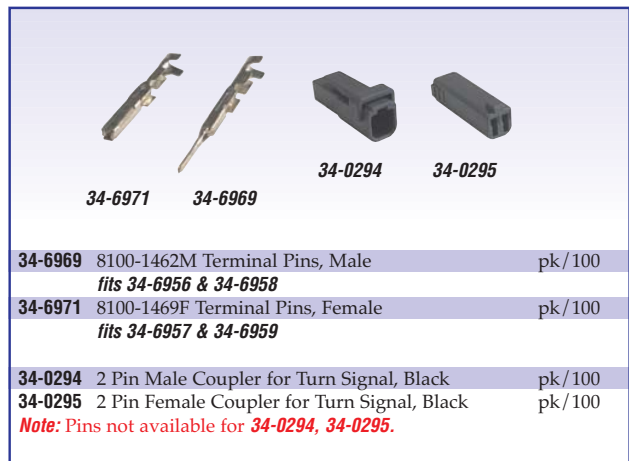 34-0294 34-0295
34-6971 34-6969
34-6969 8100-1462M Terminal Pins, Male pk/100
fits 34-6956 & 34-6958
34-6971 8100-1469F Terminal Pins, Female pk/100
fits 34-6957 & 34-6959
34-0294 2 Pin Male Coupler for Turn Signal, Black pk/100
34-0295 2 Pin Female Coupler for Turn Signal, Black pk/100
Note: Pins not available for 34-0294, 34-0295.